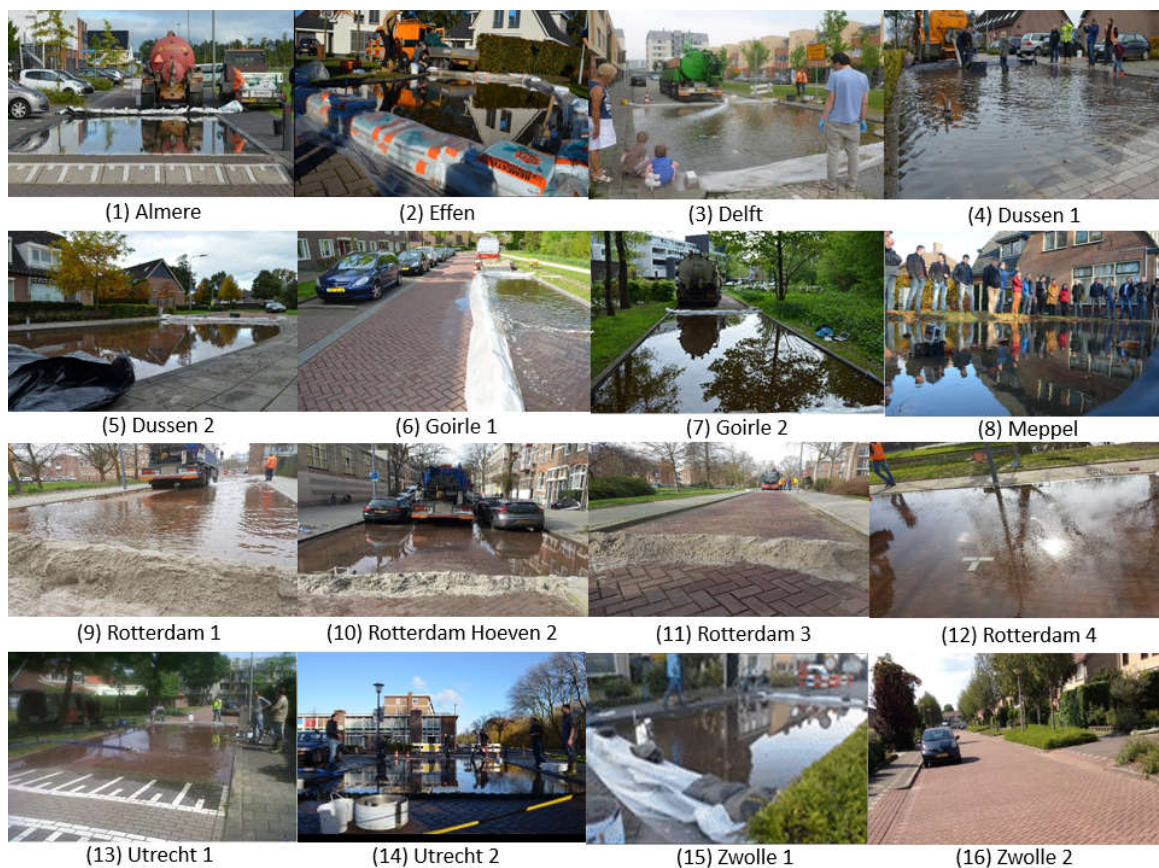 (1) Almere
(2) Effen
(3) Delft
(4) Dussen 1
(5) Dussen 2
(6) Goirle 1
(7) Goirle 2
(8) Meppel
(9) Rotterdam 1
(10) Rotterdam Hoeven 2
(11) Rotterdam 3
(12) Rotterdam 4
(13) Utrecht 1
(14) Utrecht 2
(15) Zwolle 1
(16) Zwolle 2